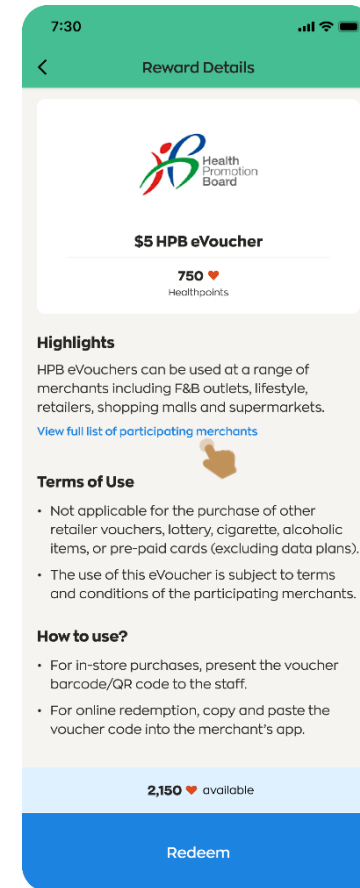 7:30
Reward Details
Health
Promotion
Board
$5 HPB eVoucher
750
Healthpoints
Highlights
HPB eVouchers can be used at a range of
merchants including F&B outlets, lifestyle,
retailers, shopping malls and supermarkets.
View full list of participating merchants
Terms of Use
• Not applicable for the purchase of other
retailer vouchers, lottery, cigarette, alcoholic
items, or pre-paid cards (excluding data plans).
• The use of this eVoucher is subject to terms
and conditions of the participating merchants.
How to use?
• For in-store purchases, present the voucher
barcode/QR code to the staff.
• For online redemption, copy and paste the
voucher code into the merchant's app.
2,150 available
Redeem